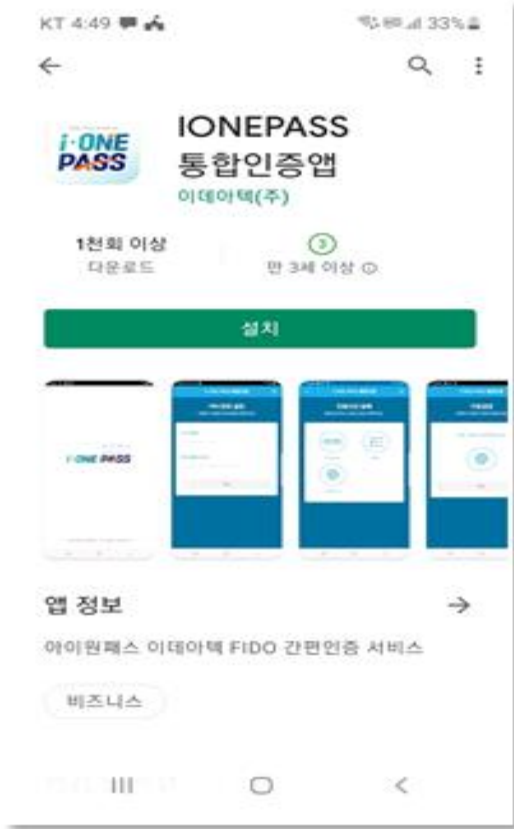 KT 4:49
33%
IONEPASS
통합인증앱
이데아텍(주)
i·ONE
PASS
1천회 이상
다운로드
3
만 3세 이상
설치
i·ONE PASS
앱 정보
아이원패스 이데아텍 FIDO 간편인증 서비스
비즈니스